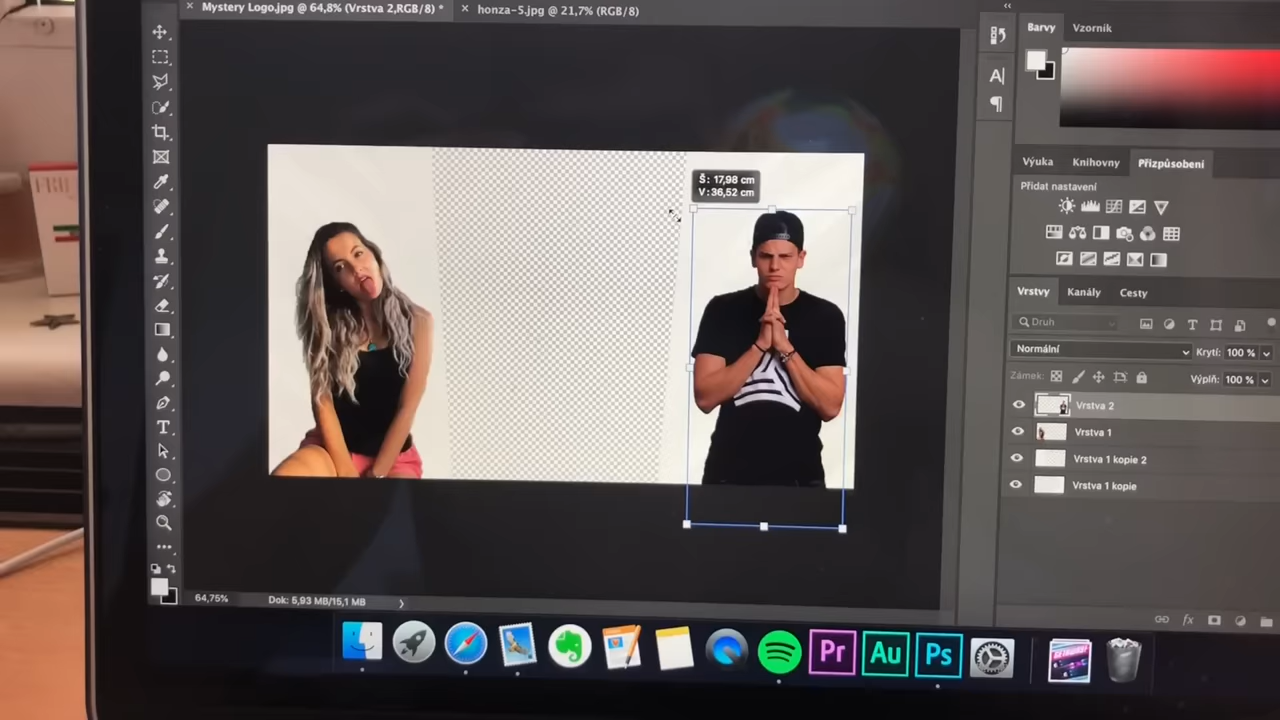 Mystery Logo.jpg @ 64,8% (Vrstva 2,RGB/8) *
honza-5.jpg @ 21,7% (RGB/8)
Barvy
Vzorník
A|
Š: 17,98 cm
V: 36,52 cm
Výuka
Knihovny
Přizpůsobení
Přidat nastavení
Vrstvy
Kanály
Cesty
Druh
Normální
Krytí: 100 %
Zámek:
Výplň: 100 %
Vrstva 2
Vrstva 1
Vrstva 1 kopie 2
Vrstva 1 kopie
T
fx
64,75%
Dok: 5,93 MB/15,1 MB
Pr
Au
Ps